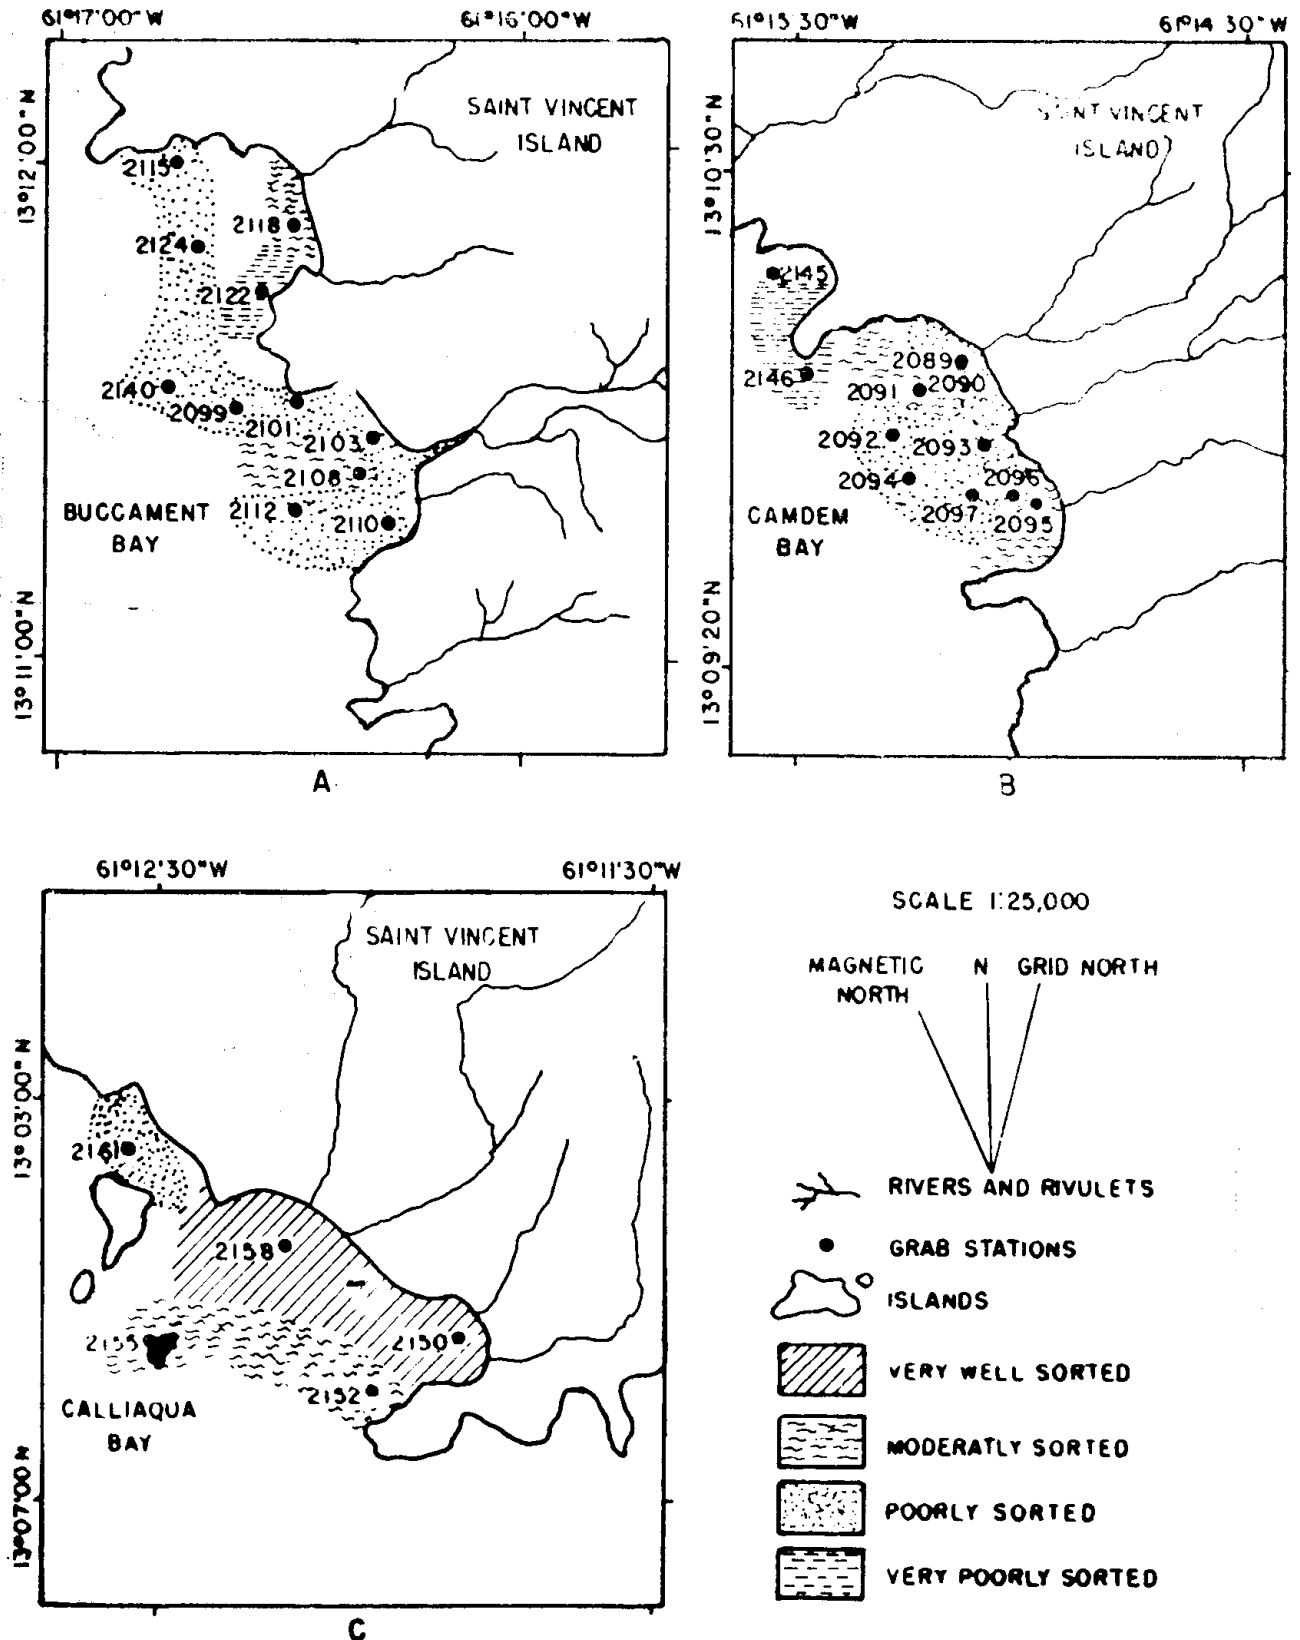 61°17'00"W
61°16'00"W
13°12'00"N
13°11'00"N
SAINT VINCENT
ISLAND
2115
2118
2124
2122
2140
2099
2101
2103
2108
2112
2110
BUCCAMENT
BAY
A
61°15'30"W
61°14'30"W
13°10'30"N
13°09'20"N
SAINT VINCENT
ISLAND
2145
2146
2089
2090
2091
2092
2093
2094
2096
2097
2095
CAMDEM
BAY
B
61°12'30"W
61°11'30"W
13°03'00"N
13°07'00"N
SAINT VINCENT
ISLAND
2161
2158
2155
2150
2152
CALLIAQUA
BAY
C
SCALE 1:25,000
MAGNETIC
NORTH
N
GRID NORTH
RIVERS AND RIVULETS
GRAB STATIONS
ISLANDS
VERY WELL SORTED
MODERATLY SORTED
POORLY SORTED
VERY POORLY SORTED